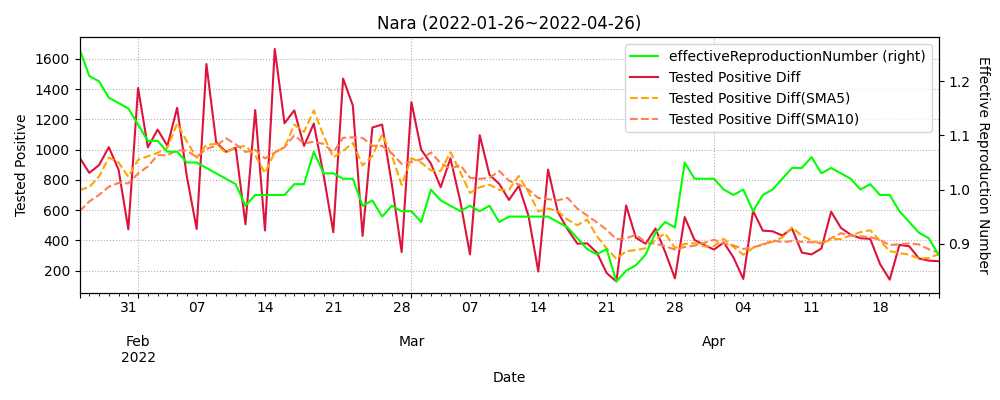 Nara (2022-01-26~2022-04-26)
effectiveReproductionNumber (right)
Tested Positive Diff
Tested Positive Diff(SMA5)
Tested Positive Diff(SMA10)
Tested Positive
1600
1400
1200
1000
800
600
400
200
1.2
1.1
1.0
0.9
Effective Reproduction Number
31 07 14 21 28 07 14 21 28 04 11 18
Feb Mar Apr
2022
Date